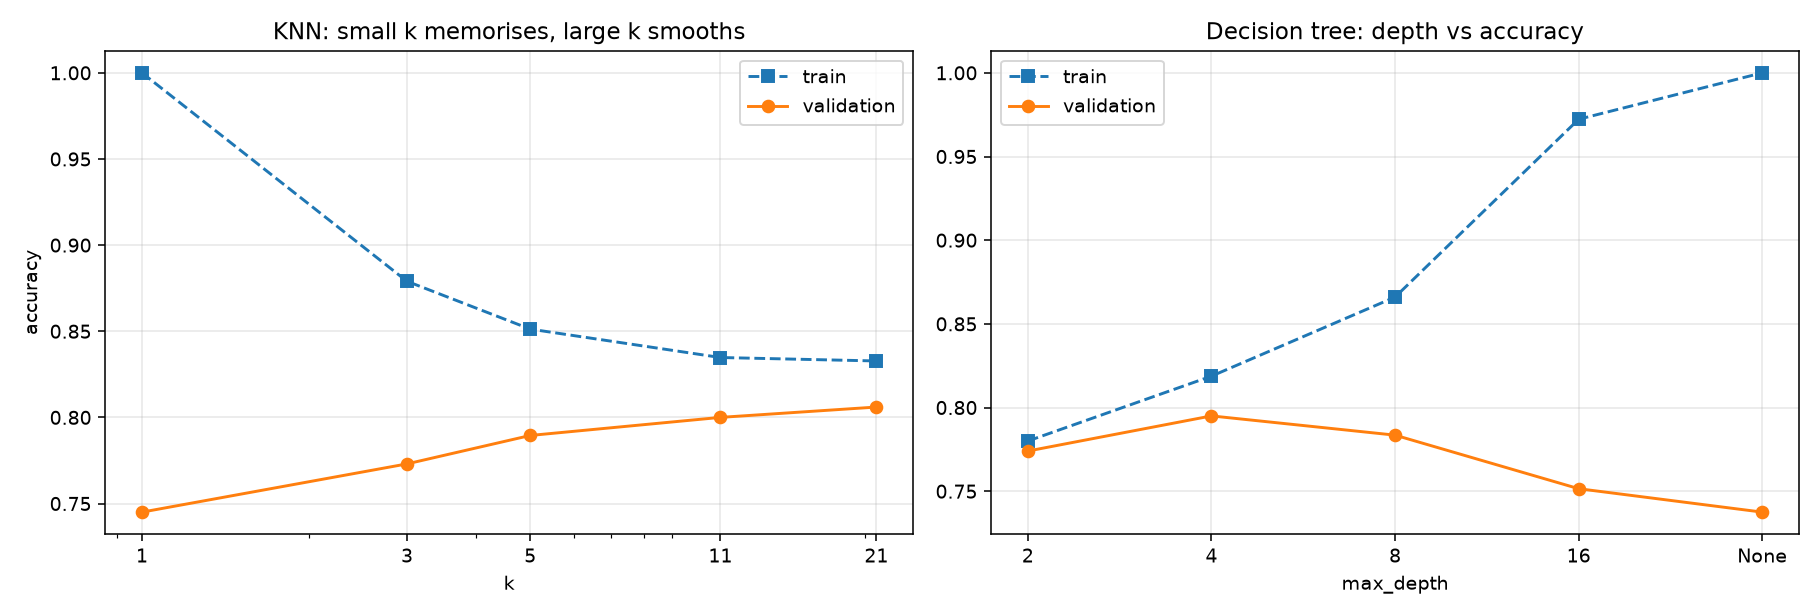 KNN: small k memorises, large k smooths
train
validation
1.00
0.95
0.90
0.85
0.80
0.75
accuracy
1
3
5
11
21
k
Decision tree: depth vs accuracy
train
validation
1.00
0.95
0.90
0.85
0.80
0.75
2
4
8
16
None
max_depth